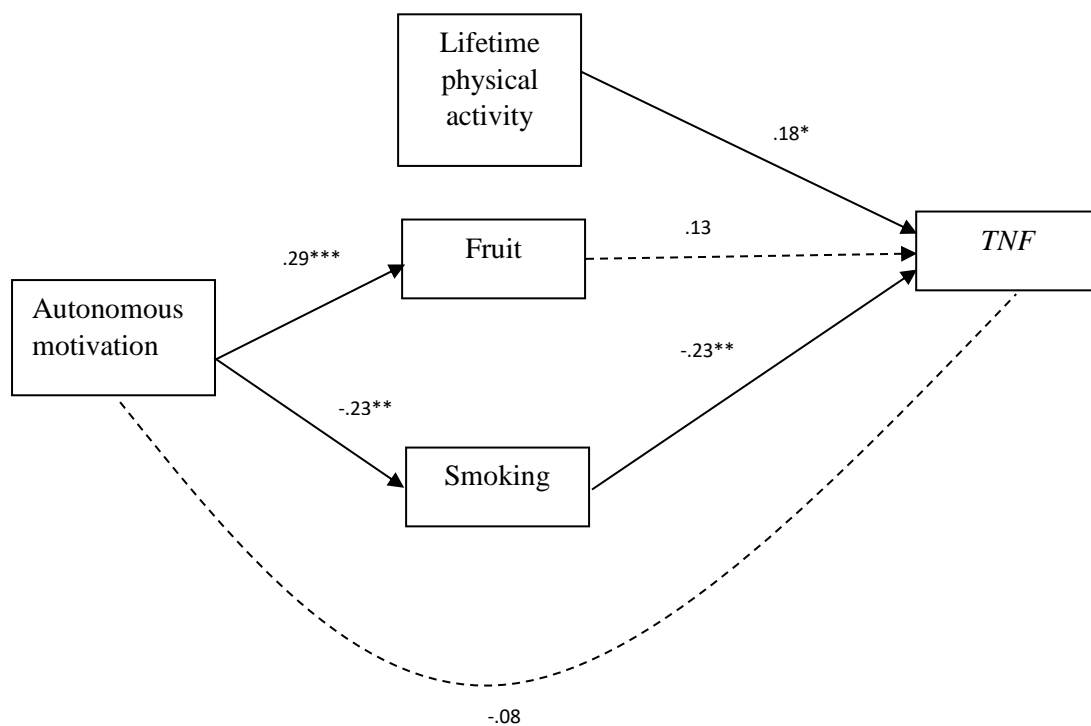 Lifetime
physical
activity
.18*
Fruit
.13
TNF
.29***
Autonomous
motivation
-.23**
-.23**
Smoking
-.08